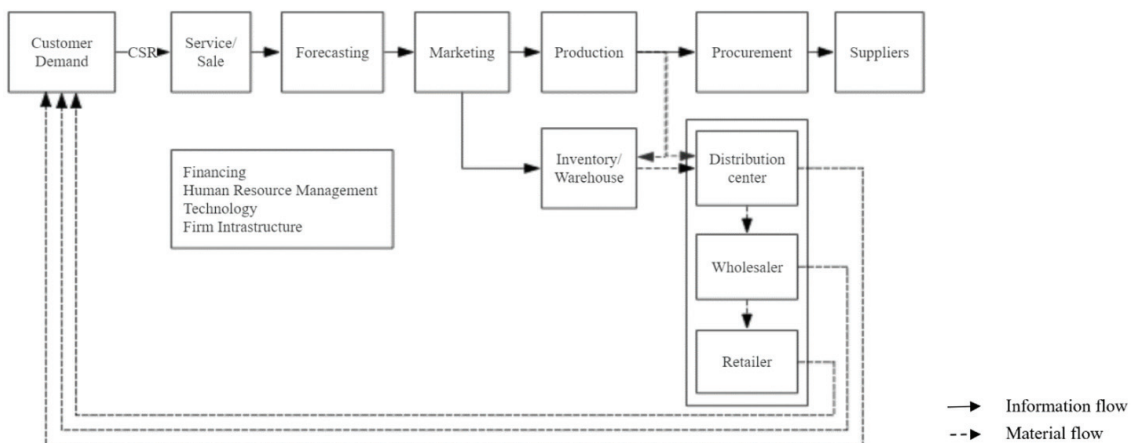 Customer
Demand
CSR
Service/
Sale
Forecasting
Marketing
Production
Procurement
Suppliers
Inventory/
Warehouse
Distribution
center
Financing
Human Resource Management
Technology
Firm Intrastructure
Wholesaler
Retailer
Information flow
Material flow